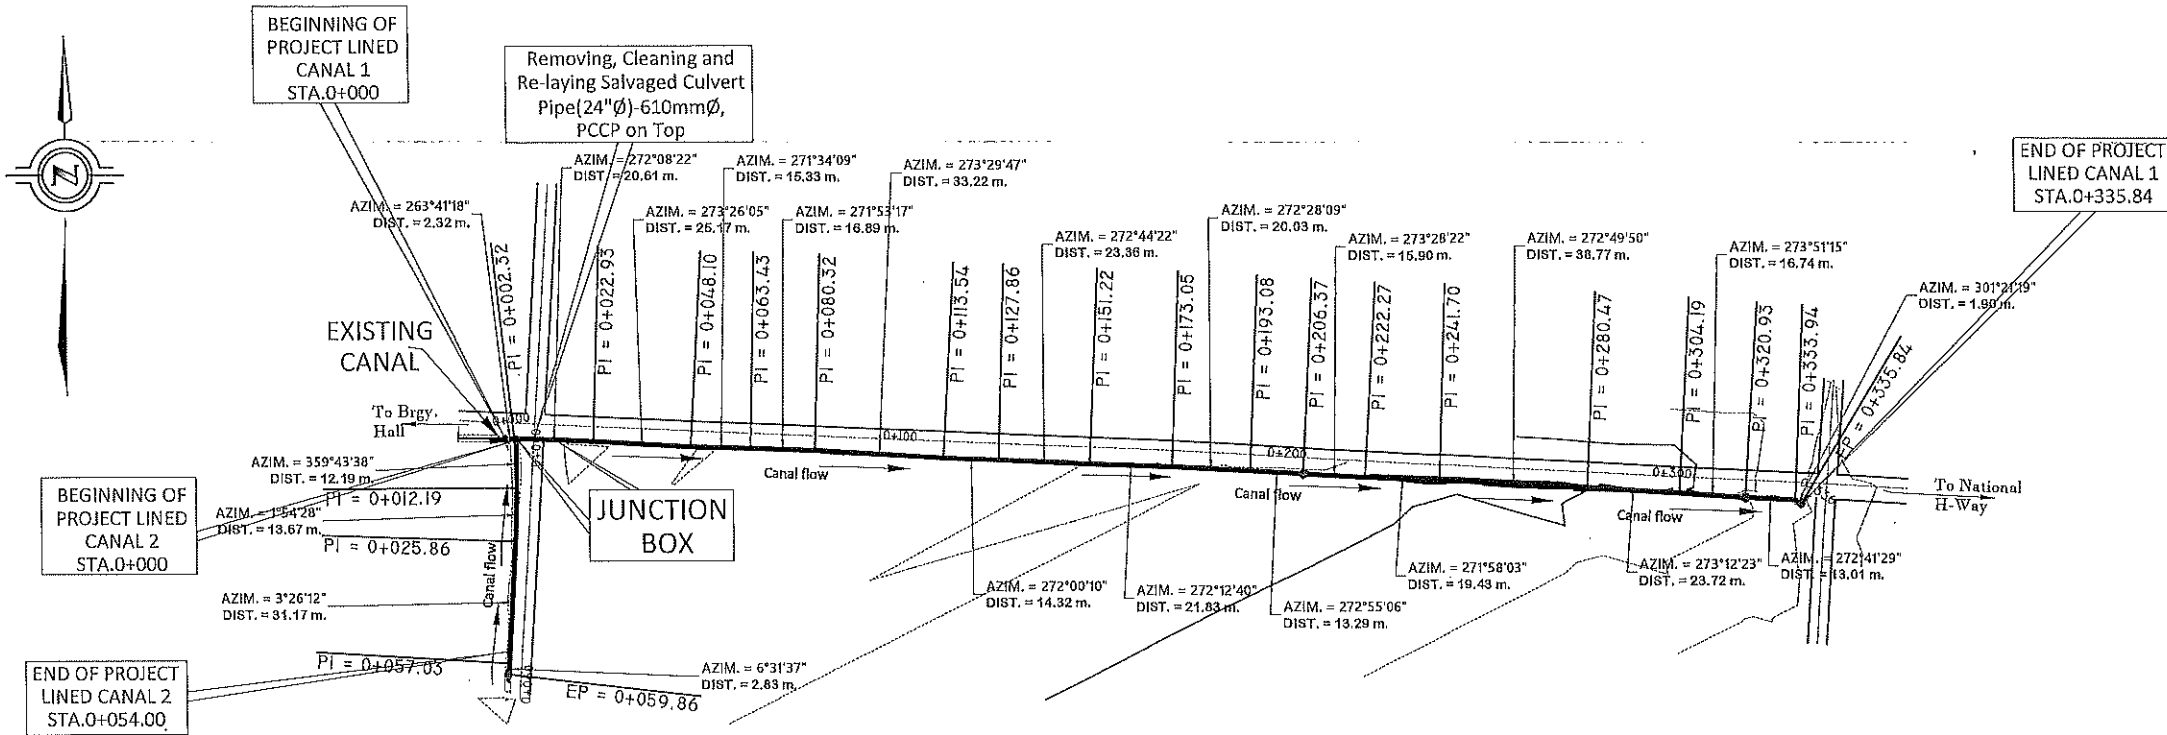 BEGINNING OF
PROJECT LINED
CANAL 1
STA.0+000
Removing, Cleaning and
Re-laying Salvaged Culvert
Pipe(24"Ø)-610mmØ,
PCCP on Top
END OF PROJECT
LINED CANAL 1
STA.0+335.84
N
AZIM. = 263°41'18"
DIST. = 2.32 m.
AZIM. = 272°08'22"
DIST. = 20.61 m.
AZIM. = 273°26'05"
DIST. = 25.17 m.
AZIM. = 271°34'09"
DIST. = 15.33 m.
AZIM. = 271°53'17"
DIST. = 16.89 m.
AZIM. = 273°29'47"
DIST. = 33.22 m.
AZIM. = 272°44'22"
DIST. = 23.36 m.
AZIM. = 272°28'09"
DIST. = 20.03 m.
AZIM. = 273°28'22"
DIST. = 15.90 m.
AZIM. = 272°49'50"
DIST. = 38.77 m.
AZIM. = 273°51'15"
DIST. = 16.74 m.
AZIM. = 301°21'19"
DIST. = 1.90 m.
PI = 0+002.32
PI = 0+022.93
PI = 0+048.10
PI = 0+063.43
PI = 0+080.32
PI = 0+113.54
PI = 0+127.86
PI = 0+151.22
PI = 0+173.05
PI = 0+193.08
PI = 0+206.37
PI = 0+222.27
PI = 0+241.70
PI = 0+280.47
PI = 0+304.19
PI = 0+320.93
PI = 0+333.94
EP = 0+335.84
EXISTING
CANAL
To Brgy.
Hall
0+000
0+100
0+200
0+300
To National
H-Way
Canal flow
Canal flow
Canal flow
Canal flow
JUNCTION
BOX
BEGINNING OF
PROJECT LINED
CANAL 2
STA.0+000
AZIM. = 359°43'38"
DIST. = 12.19 m.
PI = 0+012.19
AZIM. = 1°54'28"
DIST. = 13.67 m.
PI = 0+025.86
AZIM. = 3°26'12"
DIST. = 31.17 m.
PI = 0+057.03
AZIM. = 6°31'37"
DIST. = 2.83 m.
EP = 0+059.86
END OF PROJECT
LINED CANAL 2
STA.0+054.00
AZIM. = 272°00'10"
DIST. = 14.32 m.
AZIM. = 272°12'40"
DIST. = 21.83 m.
AZIM. = 272°55'06"
DIST. = 13.29 m.
AZIM. = 271°58'03"
DIST. = 19.43 m.
AZIM. = 273°12'23"
DIST. = 23.72 m.
AZIM. = 272°41'29"
DIST. = 13.01 m.